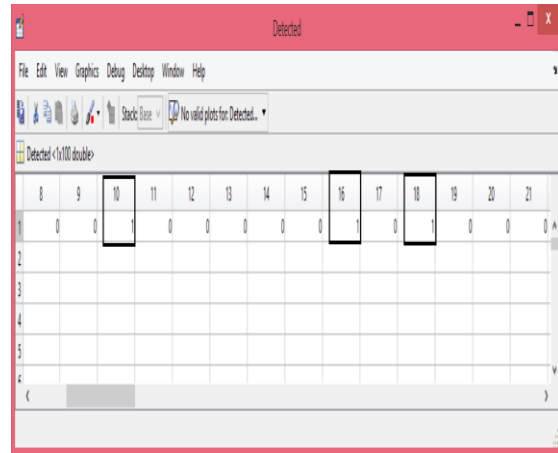 Detected
File Edit View Graphics Debug Desktop Window Help
Stack: Base No valid plots for: Detected...
Detected <1x100 double>
8 9 10 11 12 13 14 15 16 17 18 19 20 21
1 0 0 1 0 0 0 0 0 1 0 1 0 0 0
2
3
4
5